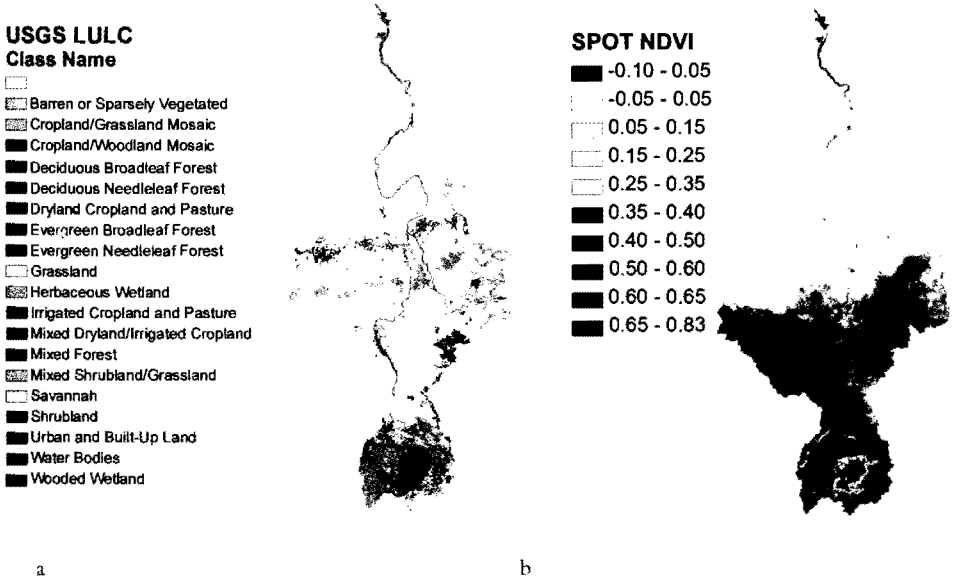 USGS LULC
Class Name
Barren or Sparsely Vegetated
Cropland/Grassland Mosaic
Cropland/Woodland Mosaic
Deciduous Broadleaf Forest
Deciduous Needleleaf Forest
Dryland Cropland and Pasture
Evergreen Broadleaf Forest
Evergreen Needleleaf Forest
Grassland
Herbaceous Wetland
Irrigated Cropland and Pasture
Mixed Dryland/Irrigated Cropland
Mixed Forest
Mixed Shrubland/Grassland
Savannah
Shrubland
Urban and Built-Up Land
Water Bodies
Wooded Wetland
SPOT NDVI
-0.10 - 0.05
-0.05 - 0.05
0.05 - 0.15
0.15 - 0.25
0.25 - 0.35
0.35 - 0.40
0.40 - 0.50
0.50 - 0.60
0.60 - 0.65
0.65 - 0.83
a
b